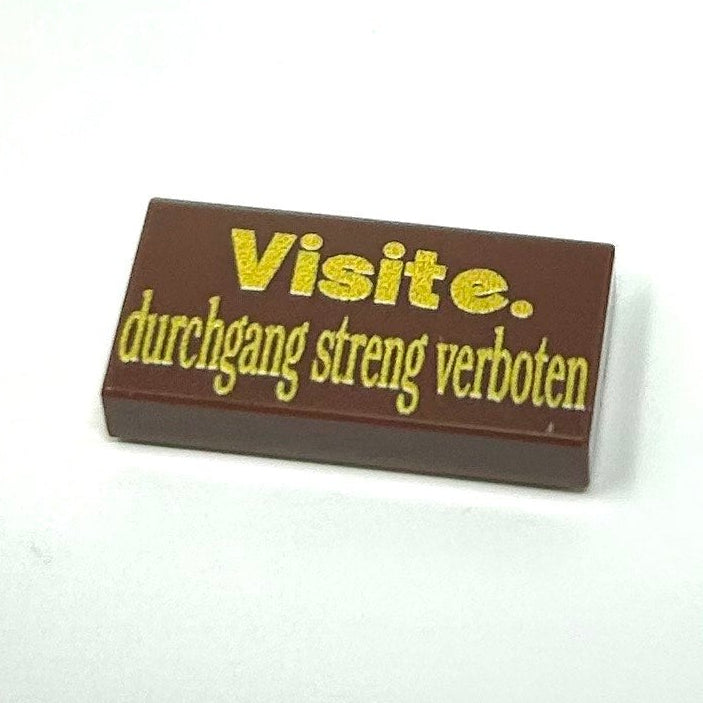 Visite.
durchgang streng verboten